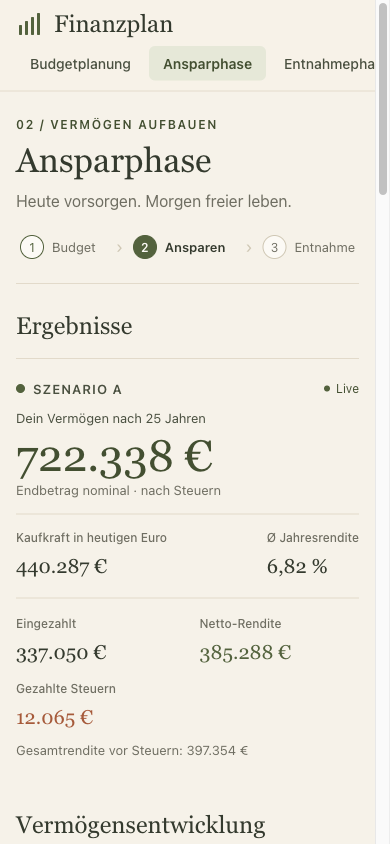 Finanzplan
Budgetplanung Ansparphase Entnahmepha
02 / VERMÖGEN AUFBAUEN
Ansparphase
Heute vorsorgen. Morgen freier leben.
1 Budget › 2 Ansparen › 3 Entnahme
Ergebnisse
SZENARIO A Live
Dein Vermögen nach 25 Jahren
722.338 €
Endbetrag nominal · nach Steuern
Kaufkraft in heutigen Euro Ø Jahresrendite
440.287 € 6,82 %
Eingezahlt Netto-Rendite
337.050 € 385.288 €
Gezahlte Steuern
12.065 €
Gesamtrendite vor Steuern: 397.354 €
Vermögensentwicklung